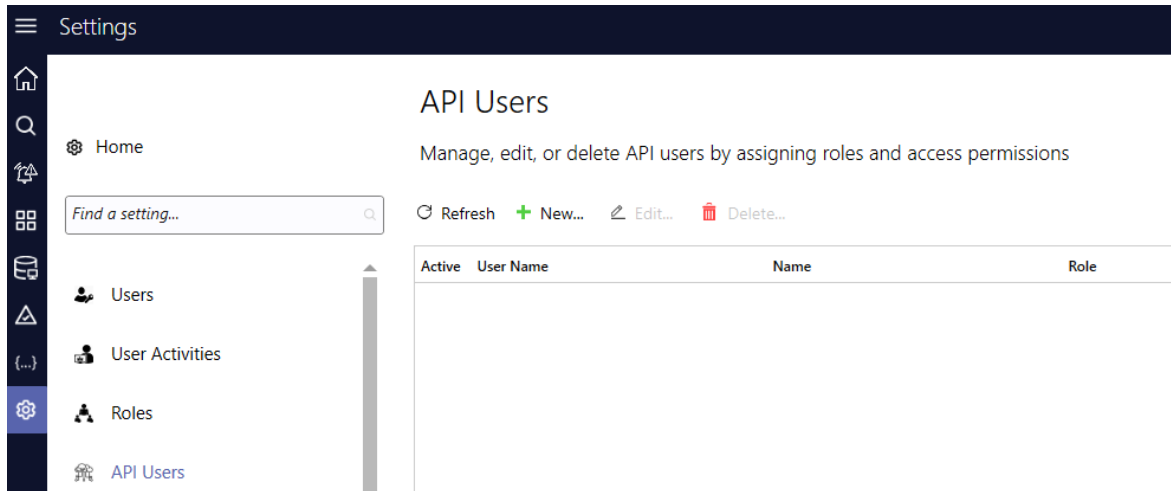 Settings
Home
Find a setting...
Users
User Activities
Roles
API Users
{...}
API Users
Manage, edit, or delete API users by assigning roles and access permissions
Refresh New... Edit... Delete...
Active User Name Name Role